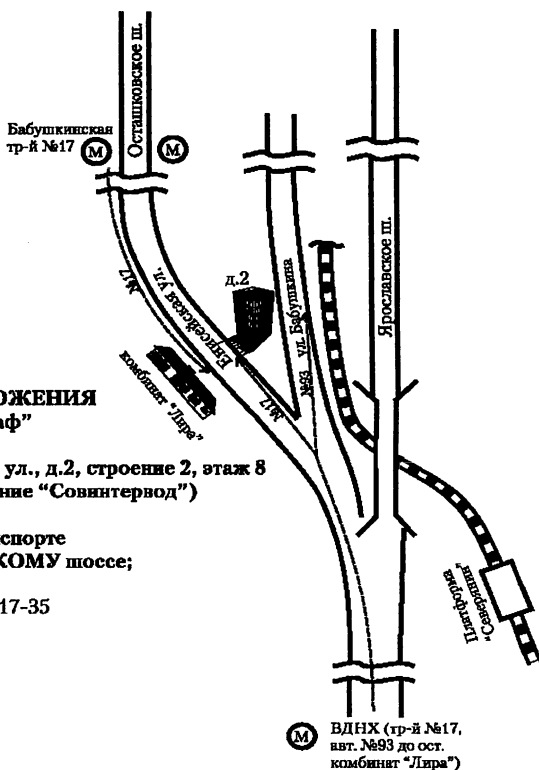 Осташковское ш.
Бабушкинская
тр-й №17
М
М
№17
Енисейская ул.
д.2
ул. Бабушкина
№93
Ярославское ш.
комбинат "Лира"
№17
ОЖЕНИЯ
аф"
ул., д.2, строение 2, этаж 8
ние "Совинтервод")
спорте
КОМУ шоссе;
17-35
Платформа
"Северянин"
М
ВДНХ (тр-й №17,
авт. №93 до ост.
комбинат "Лира")